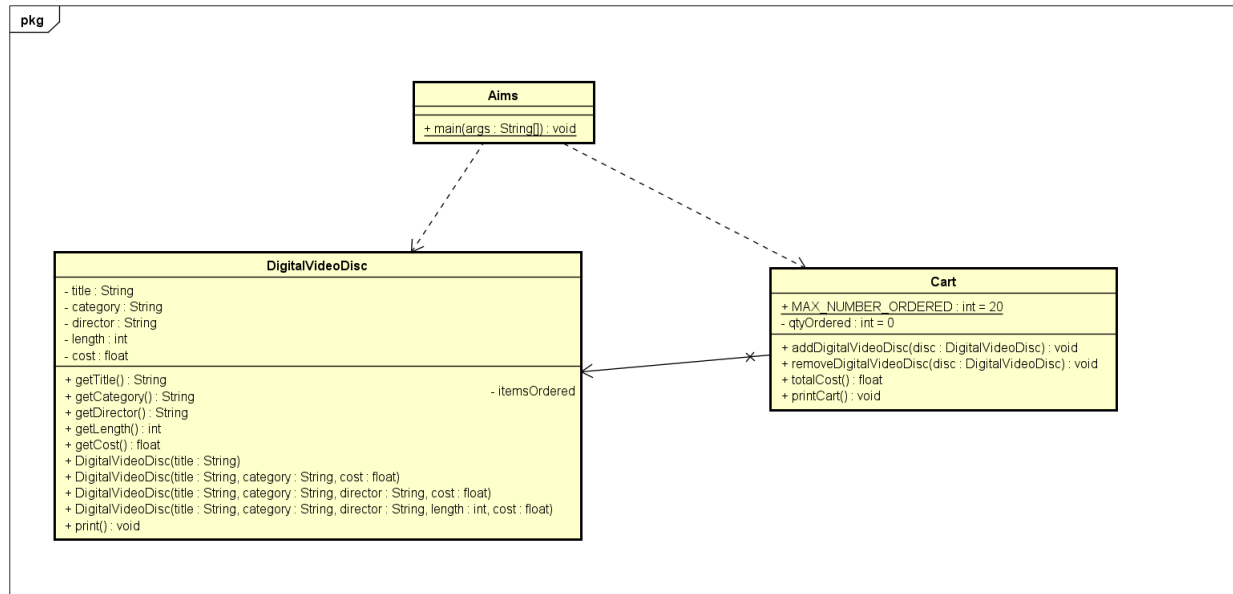 pkg
Aims
+ main(args : String[]) : void
DigitalVideoDisc
- title : String
- category : String
- director : String
- length : int
- cost : float
+ getTitle() : String
+ getCategory() : String
+ getDirector() : String
+ getLength() : int
+ getCost() : float
+ DigitalVideoDisc(title : String)
+ DigitalVideoDisc(title : String, category : String, cost : float)
+ DigitalVideoDisc(title : String, category : String, director : String, cost : float)
+ DigitalVideoDisc(title : String, category : String, director : String, length : int, cost : float)
+ print() : void
- itemsOrdered
Cart
+ MAX_NUMBER_ORDERED : int = 20
- qtyOrdered : int = 0
+ addDigitalVideoDisc(disc : DigitalVideoDisc) : void
+ removeDigitalVideoDisc(disc : DigitalVideoDisc) : void
+ totalCost() : float
+ printCart() : void